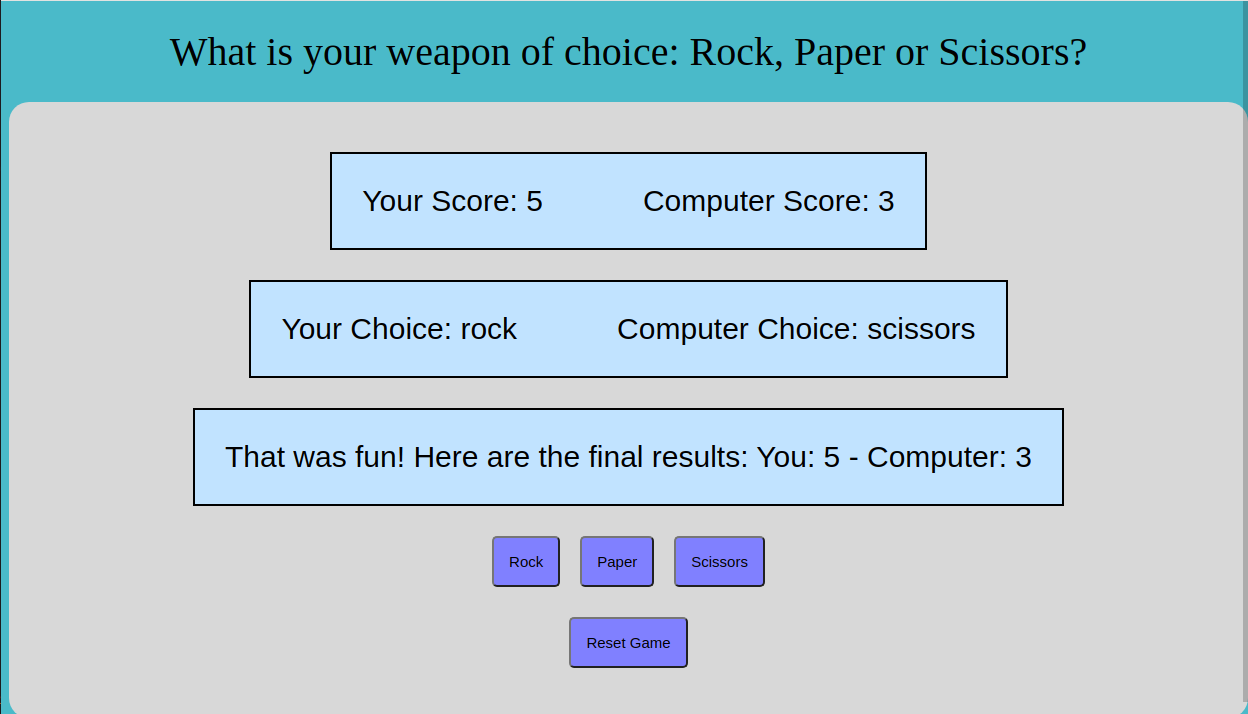 What is your weapon of choice: Rock, Paper or Scissors?
Your Score: 5 Computer Score: 3
Your Choice: rock Computer Choice: scissors
That was fun! Here are the final results: You: 5 - Computer: 3
Rock Paper Scissors
Reset Game